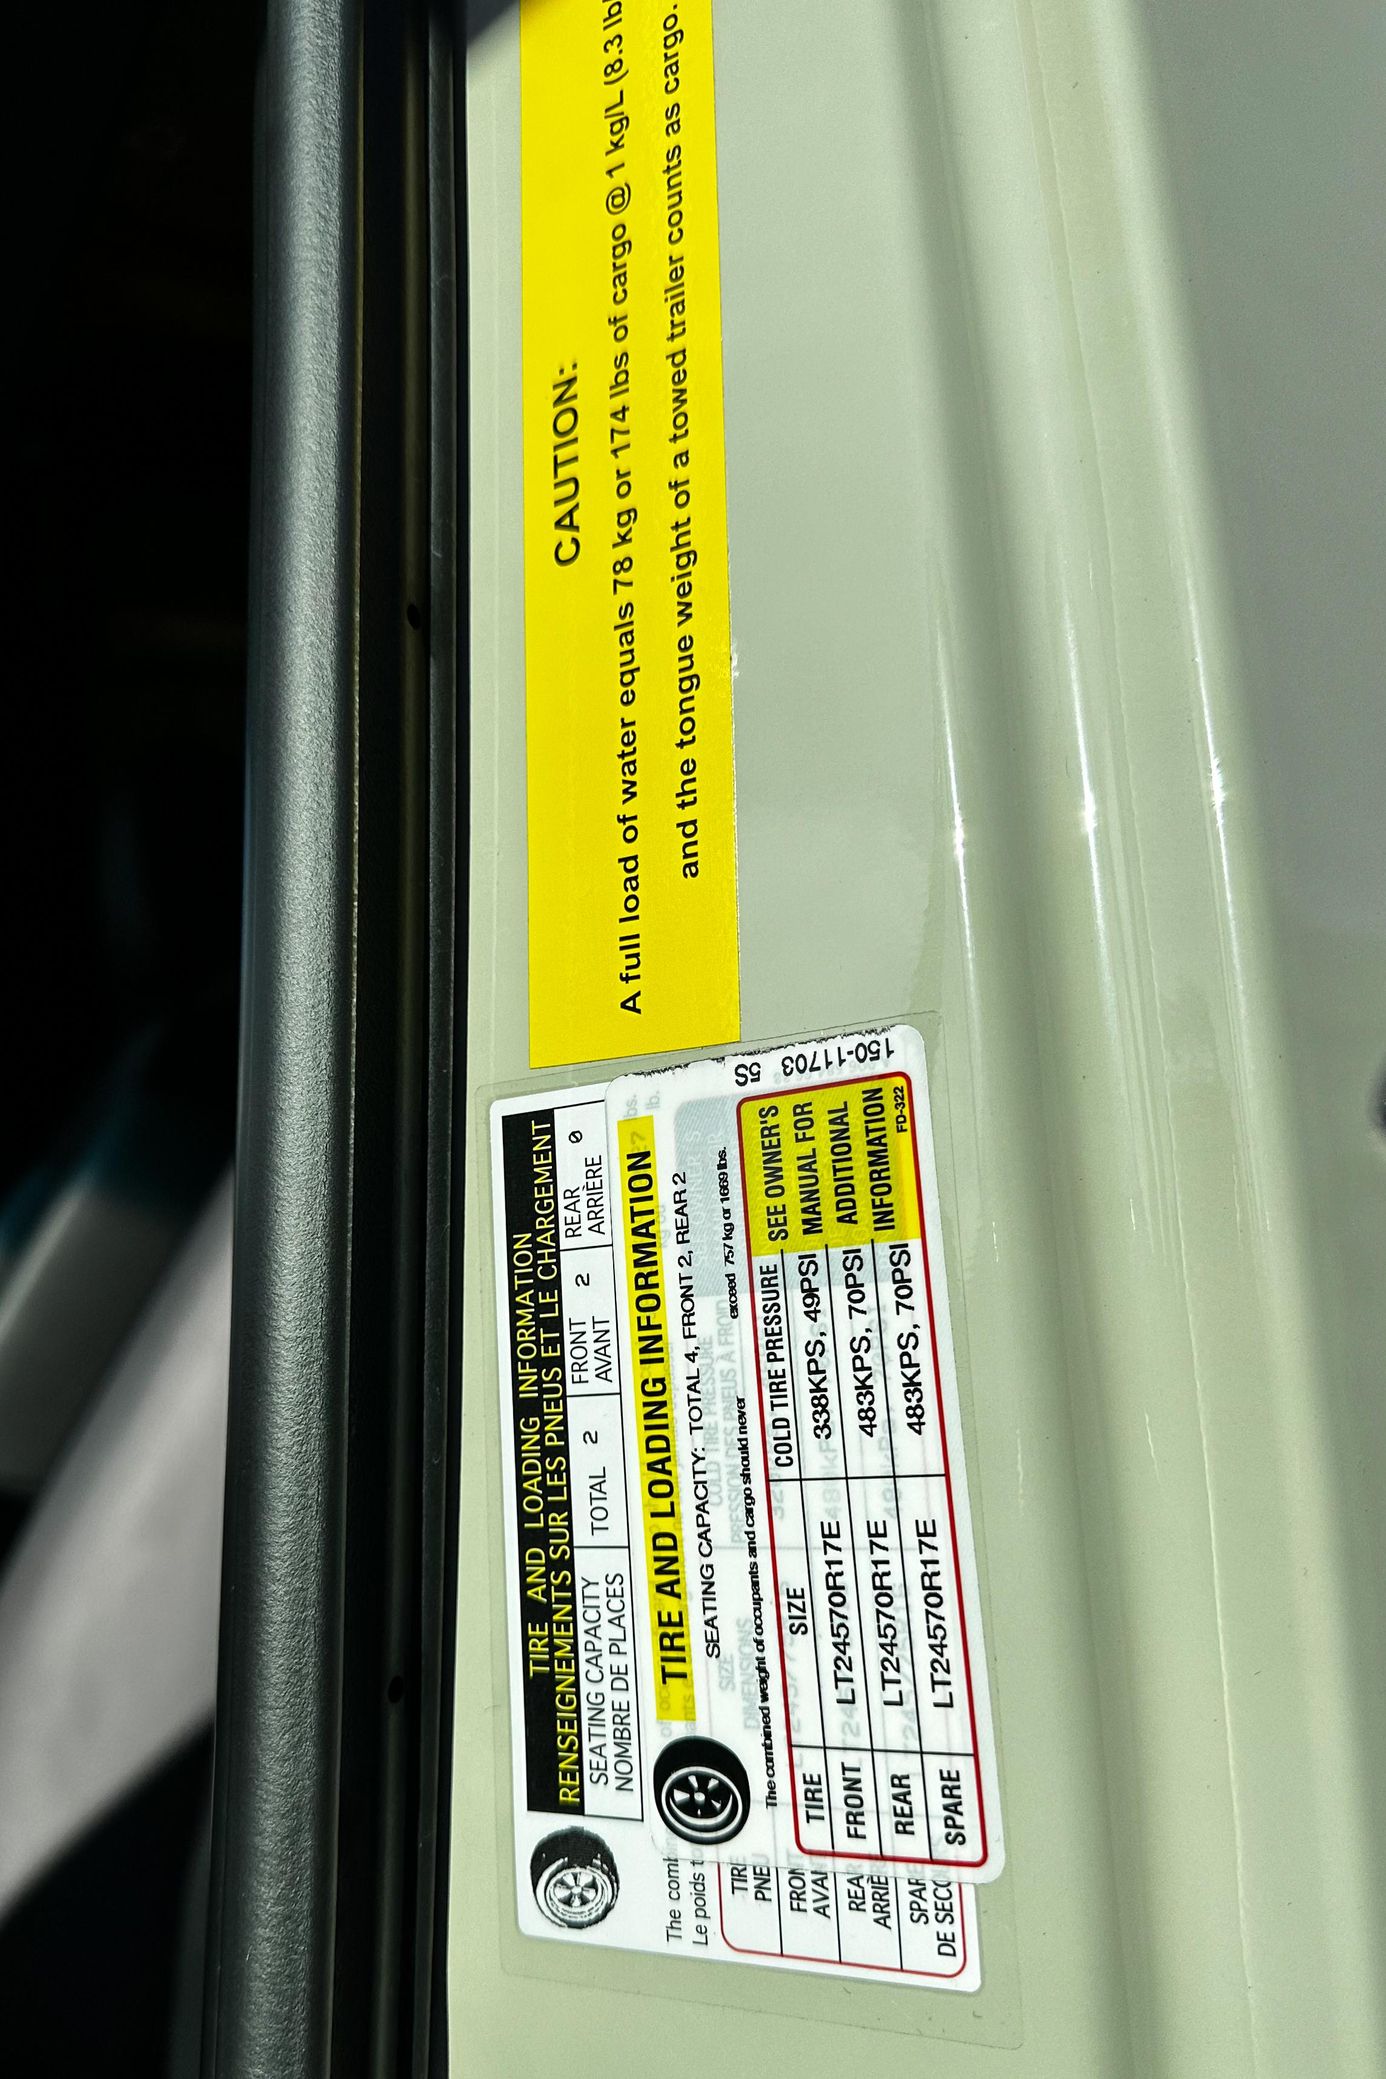 CAUTION:
A full load of water equals 78 kg or 174 lbs of cargo @ 1 kg/L (8.3 lb
and the tongue weight of a towed trailer counts as cargo.
TIRE AND LOADING INFORMATION
RENSEIGNEMENTS SUR LES PNEUS ET LE CHARGEMENT
SEATING CAPACITY
NOMBRE DE PLACES
TOTAL 2
FRONT
AVANT 2
REAR
ARRIÈRE 0
The comb
Le poids to
TIRE
PNEU
FRONT
AVAN
REAR
ARRIÈ
SPARE
DE SECO
TIRE AND LOADING INFORMATION
SEATING CAPACITY: TOTAL 4, FRONT 2, REAR 2
The combined weight of occupants and cargo should never exceed 757 kg or 1669 lbs.
TIRE SIZE COLD TIRE PRESSURE
FRONT LT24570R17E 338KPS, 49PSI
REAR LT24570R17E 483KPS, 70PSI
SPARE LT24570R17E 483KPS, 70PSI
SEE OWNER'S
MANUAL FOR
ADDITIONAL
INFORMATION
FD-322
150-11703